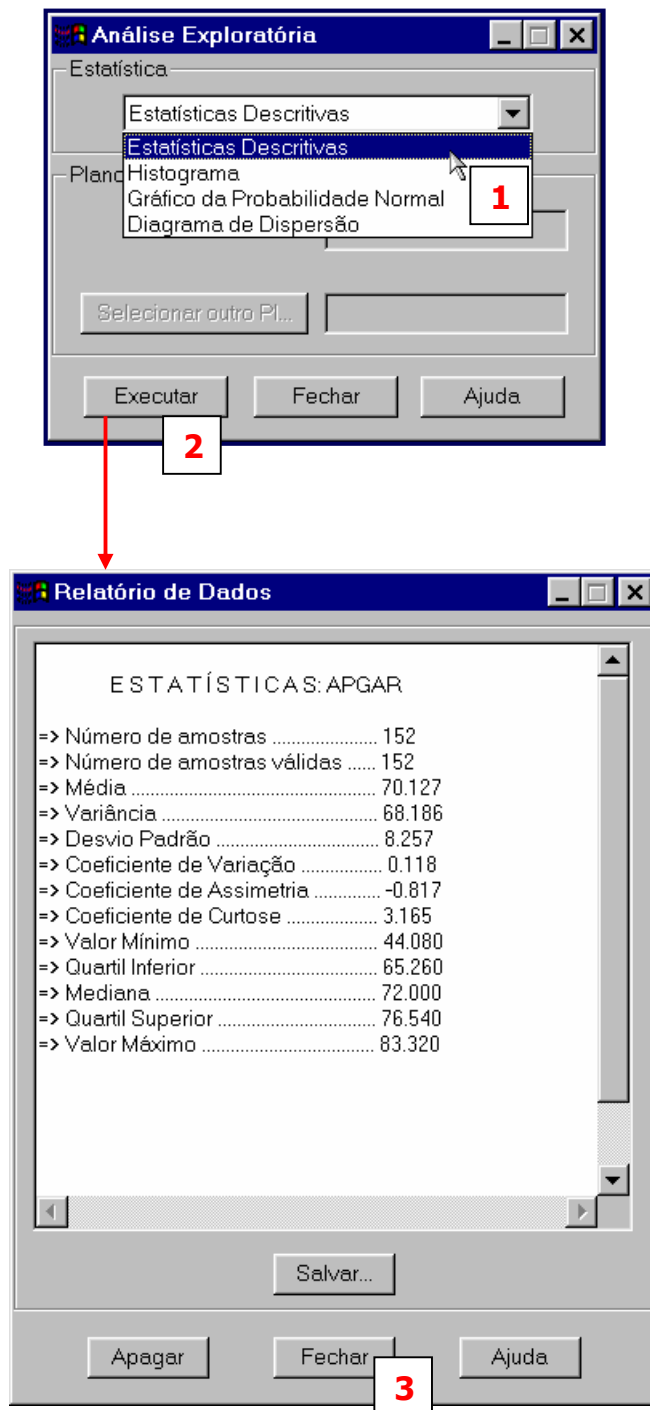 Análise Exploratória
Estatística
Estatísticas Descritivas
Estatísticas Descritivas
Histograma
Gráfico da Probabilidade Normal
Diagrama de Dispersão
1
Selecionar outro Pl...
Executar
Fechar
Ajuda
2
Relatório de Dados
E S T A T Í S T I C A S: APGAR
=> Número de amostras ...................... 152
=> Número de amostras válidas ...... 152
=> Média ................................................... 70.127
=> Variância ............................................. 68.186
=> Desvio Padrão .................................. 8.257
=> Coeficiente de Variação ................. 0.118
=> Coeficiente de Assimetria .............. -0.817
=> Coeficiente de Curtose ................... 3.165
=> Valor Mínimo ...................................... 44.080
=> Quartil Inferior ..................................... 65.260
=> Mediana .............................................. 72.000
=> Quartil Superior ................................. 76.540
=> Valor Máximo .................................... 83.320
Salvar...
Apagar
Fechar
Ajuda
3